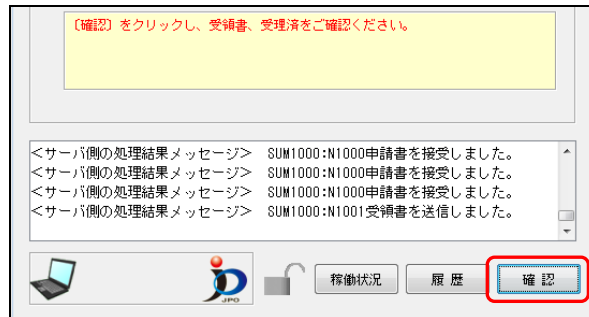 〔確認〕をクリックし、受領書、受理済をご確認ください。
<サーバ側の処理結果メッセージ> SUM1000:N1000申請書を接受しました。
<サーバ側の処理結果メッセージ> SUM1000:N1000申請書を接受しました。
<サーバ側の処理結果メッセージ> SUM1000:N1000申請書を接受しました。
<サーバ側の処理結果メッセージ> SUM1000:N1001受領書を送信しました。
JPO
稼働状況
履 歴
確 認